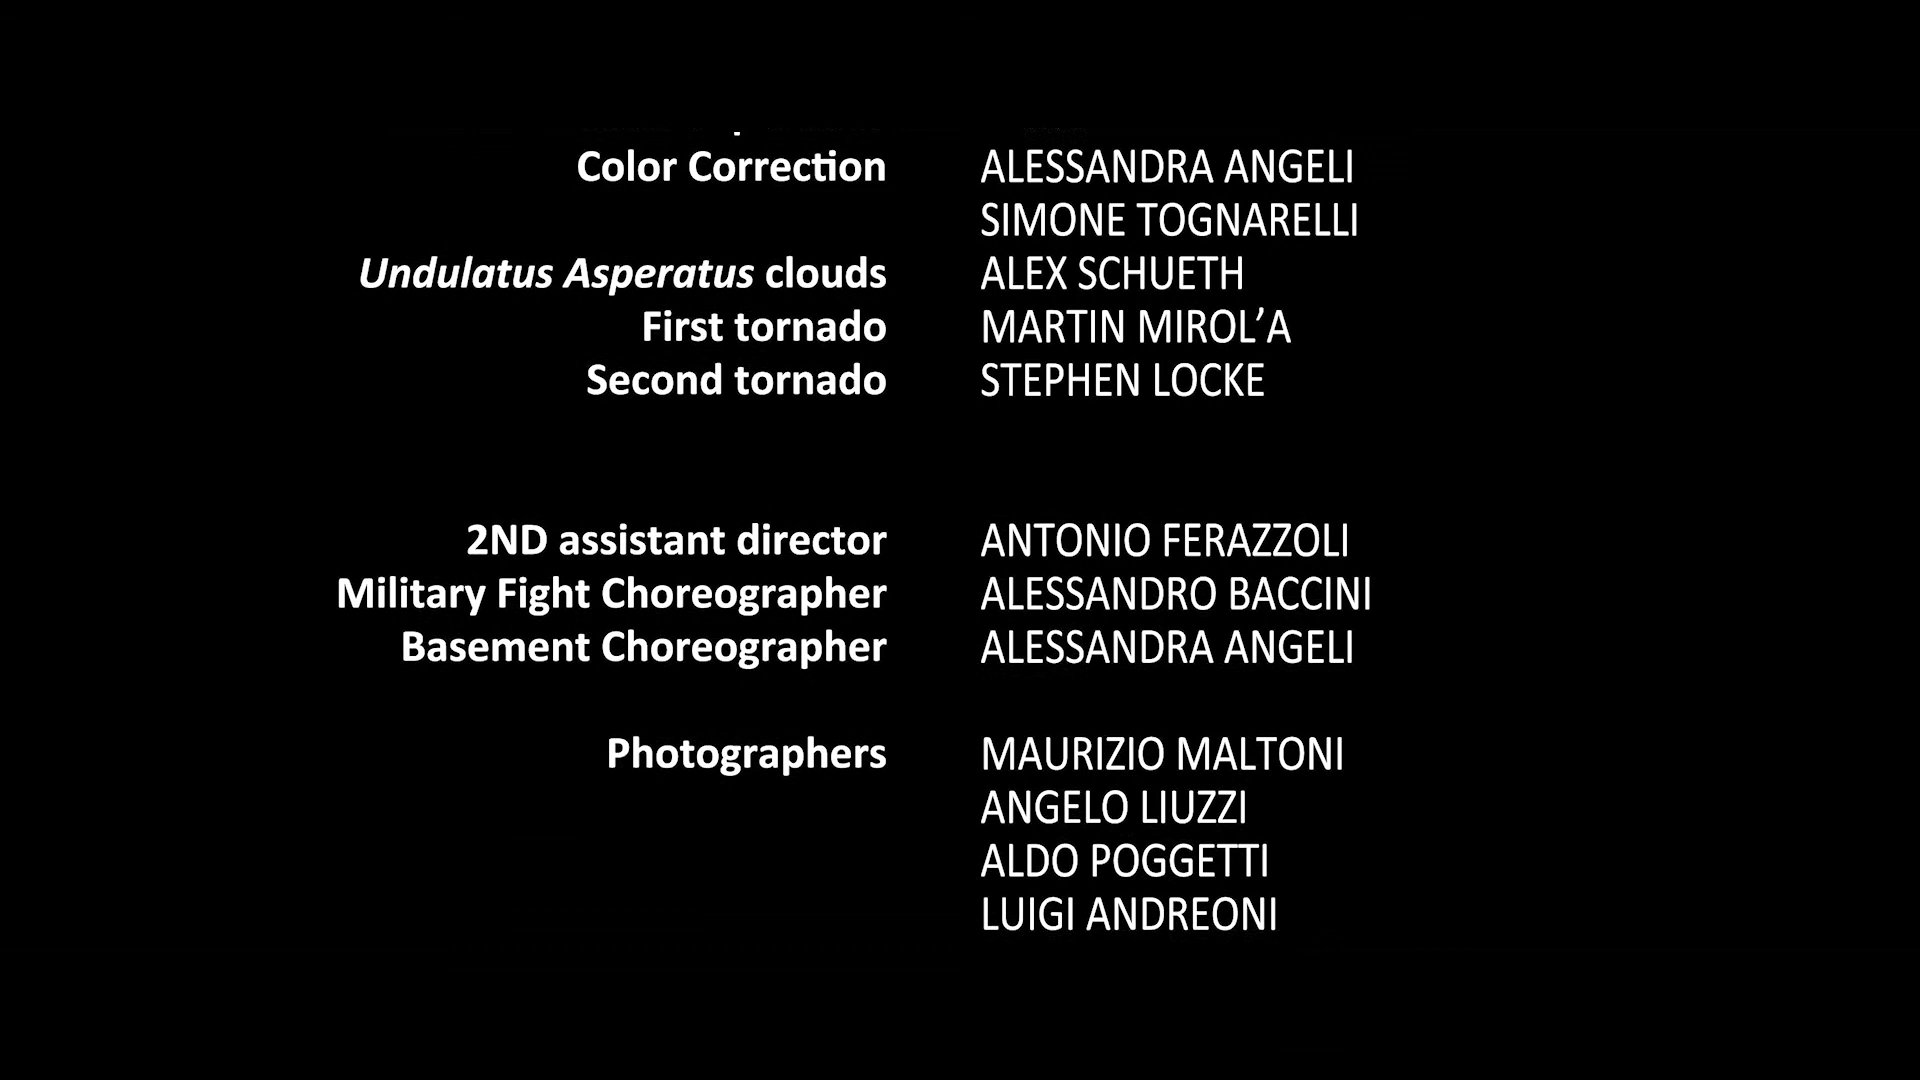 Color Correction ALESSANDRA ANGELI
SIMONE TOGNARELLI
Undulatus Asperatus clouds ALEX SCHUETH
First tornado MARTIN MIROL’A
Second tornado STEPHEN LOCKE
2ND assistant director ANTONIO FERAZZOLI
Military Fight Choreographer ALESSANDRO BACCINI
Basement Choreographer ALESSANDRA ANGELI
Photographers MAURIZIO MALTONI
ANGELO LIUZZI
ALDO POGGETTI
LUIGI ANDREONI